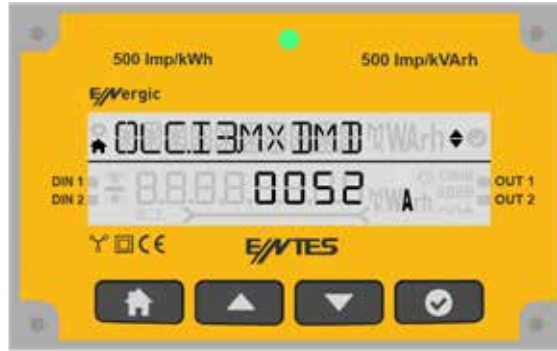 500 Imp/kWh 500 Imp/kVArh
ENergic
OLC.I3MXDMD
DIN 1 0052 A OUT 1
DIN 2 OUT 2
CE ENTES